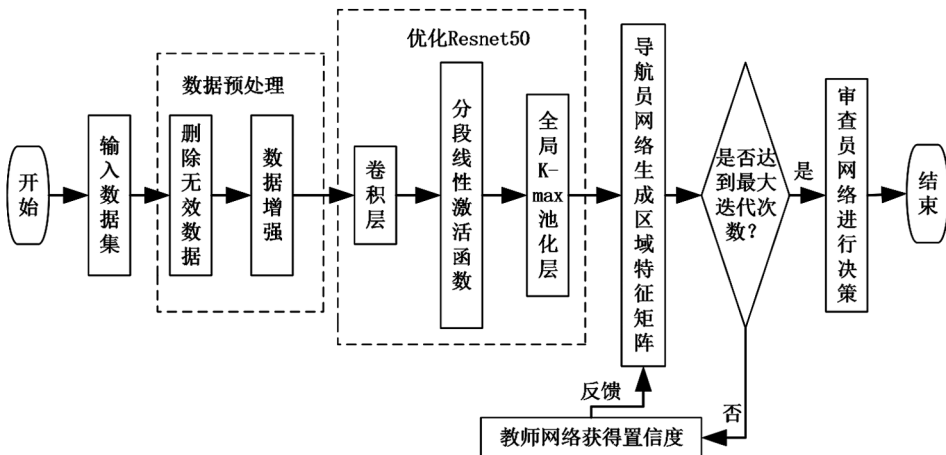 开始
输入数据集
数据预处理
删除无效数据
数据增强
优化Resnet50
卷积层
分段线性激活函数
全局
K-
max
池化层
导航员网络生成区域特征矩阵
是否达
到最大
迭代次
数？
是
审查员网络进行决策
结束
否
反馈
教师网络获得置信度